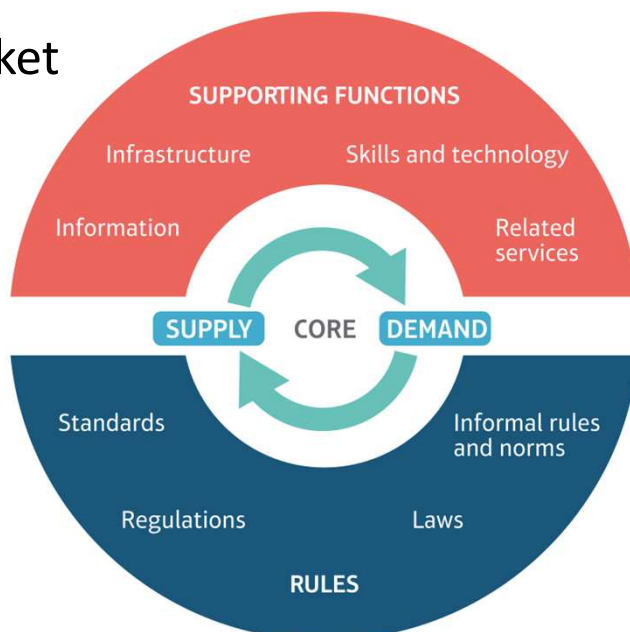 ket
SUPPORTING FUNCTIONS
Infrastructure
Skills and technology
Information
Related
services
SUPPLY
CORE
DEMAND
Standards
Informal rules
and norms
Regulations
Laws
RULES